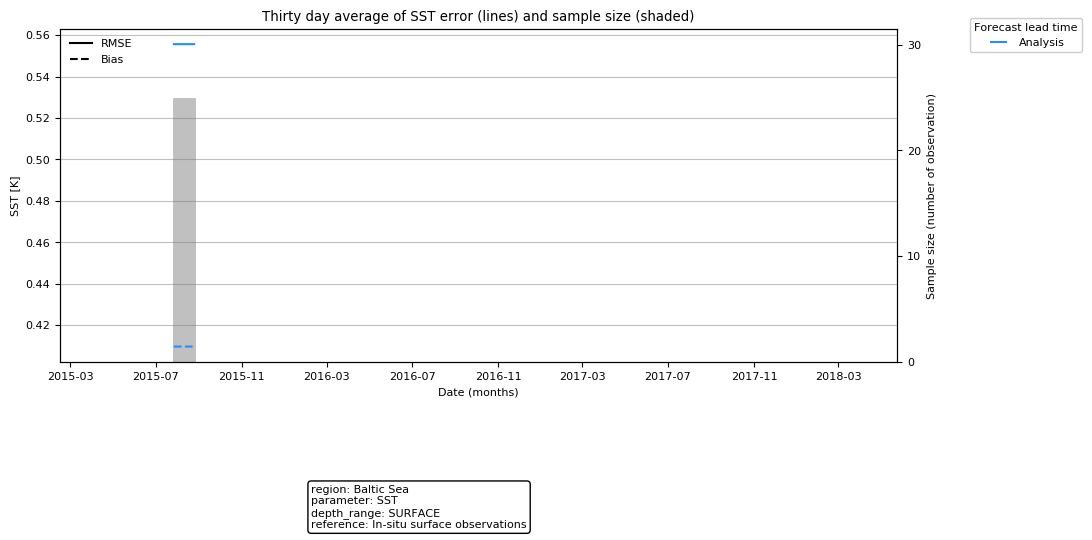 Thirty day average of SST error (lines) and sample size (shaded)
Forecast lead time
Analysis
RMSE
Bias
0.56
0.54
0.52
0.50
0.48
0.46
0.44
0.42
SST [K]
30
20
10
0
Sample size (number of observation)
2015-03 2015-07 2015-11 2016-03 2016-07 2016-11 2017-03 2017-07 2017-11 2018-03
Date (months)
region: Baltic Sea
parameter: SST
depth_range: SURFACE
reference: In-situ surface observations